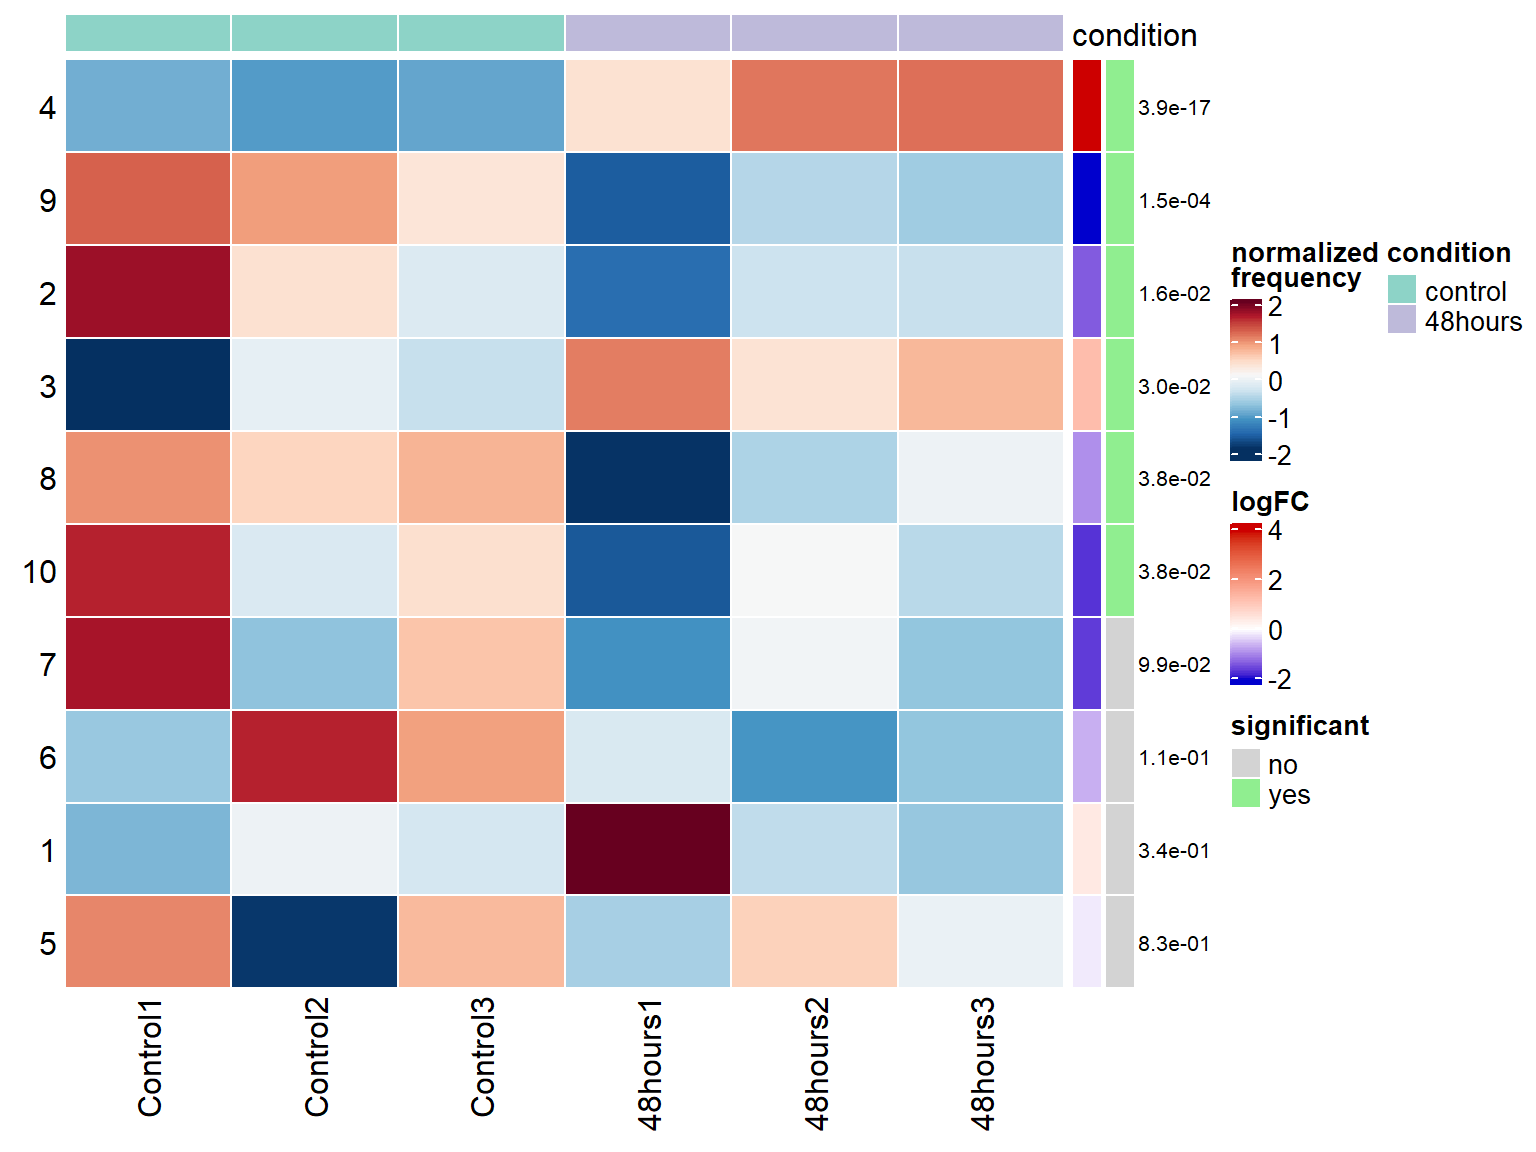 condition
4 3.9e-17
9 1.5e-04
2 1.6e-02
3 3.0e-02
8 3.8e-02
10 3.8e-02
7 9.9e-02
6 1.1e-01
1 3.4e-01
5 8.3e-01
Control1 Control2 Control3 48hours1 48hours2 48hours3
normalized
frequency
2
1
0
-1
-2
condition
control
48hours
logFC
4
2
0
-2
significant
no
yes